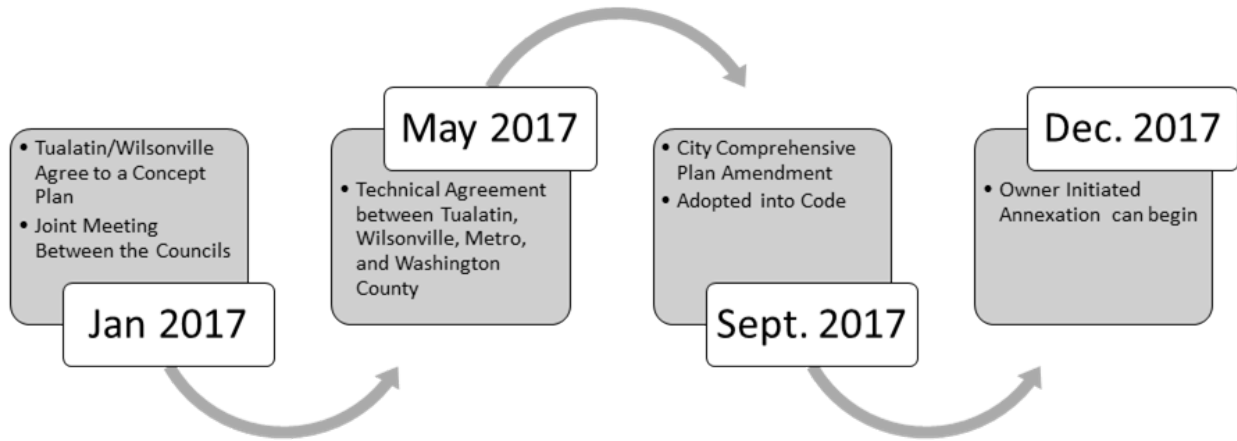 • Tualatin/Wilsonville
Agree to a Concept
Plan
• Joint Meeting
Between the Councils
Jan 2017
May 2017
• Technical Agreement
between Tualatin,
Wilsonville, Metro,
and Washington
County
• City Comprehensive
Plan Amendment
• Adopted into Code
Sept. 2017
Dec. 2017
• Owner Initiated
Annexation can begin